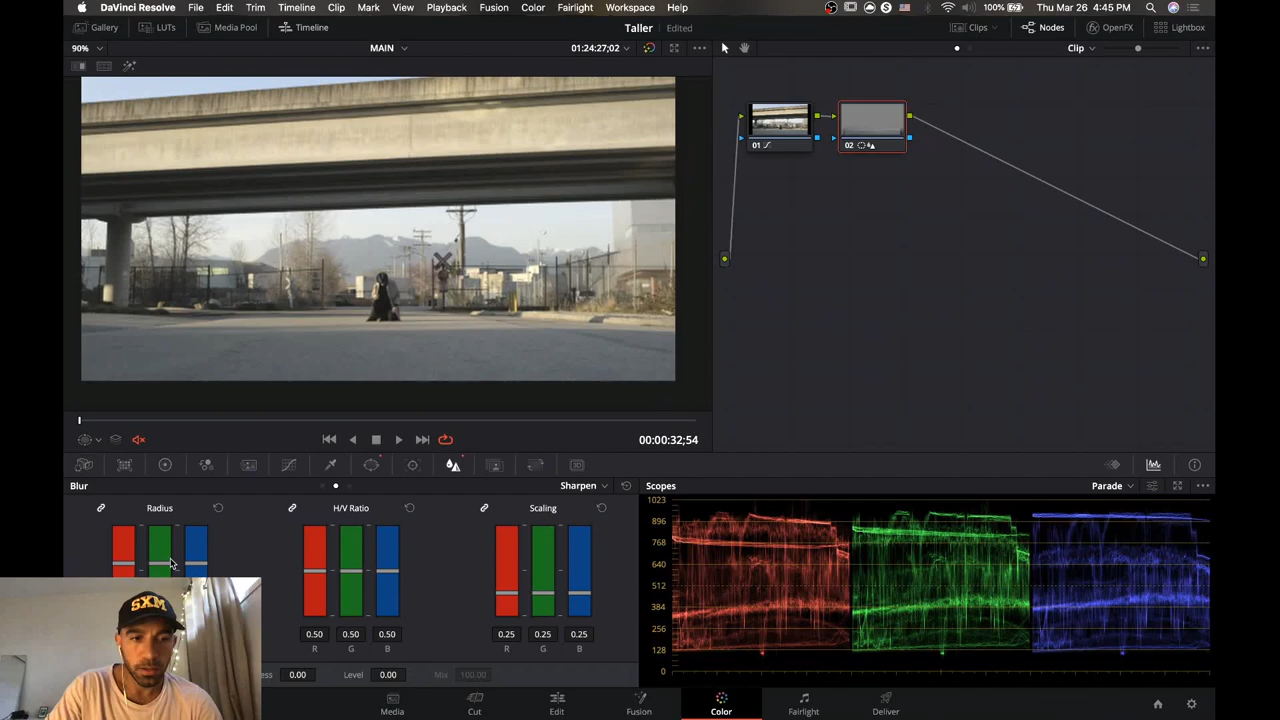 DaVinci Resolve File Edit Trim Timeline Clip Mark View Playback Fusion Color Fairlight Workspace Help 100% Thu Mar 26 4:45 PM
Gallery LUTs Media Pool Timeline Taller Edited Clips Nodes OpenFX Lightbox
90% MAIN 01:24:27;02 Clip
01 02
00:00:32;54
Blur Sharpen Scopes Parade
Radius H/V Ratio Scaling
1023
896
768
640
512
384
256
128
0
0.50 0.50 0.50 0.25 0.25 0.25
R G B R G B
ess 0.00 Level 0.00 Mix 100.00
SXM
Media Cut Edit Fusion Color Fairlight Deliver